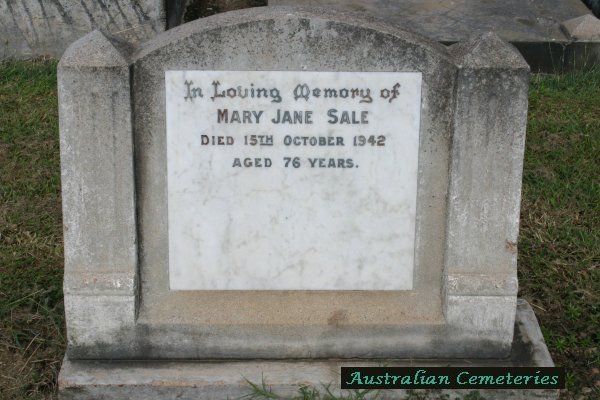 In Loving Memory of
MARY JANE SALE
DIED 15TH OCTOBER 1942
AGED 76 YEARS.
Australian Cemeteries